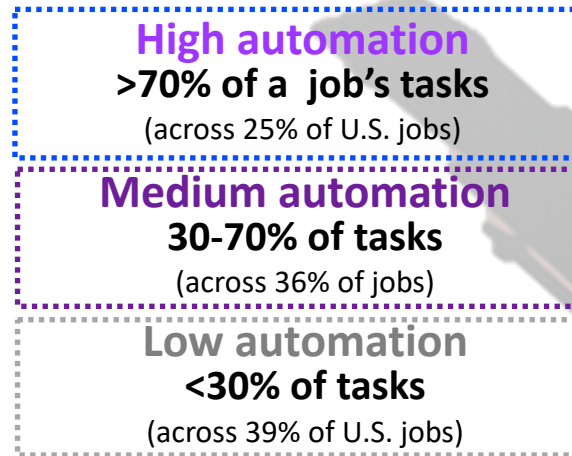 High automation
>70% of a job's tasks
(across 25% of U.S. jobs)
Medium automation
30-70% of tasks
(across 36% of jobs)
Low automation
<30% of tasks
(across 39% of U.S. jobs)